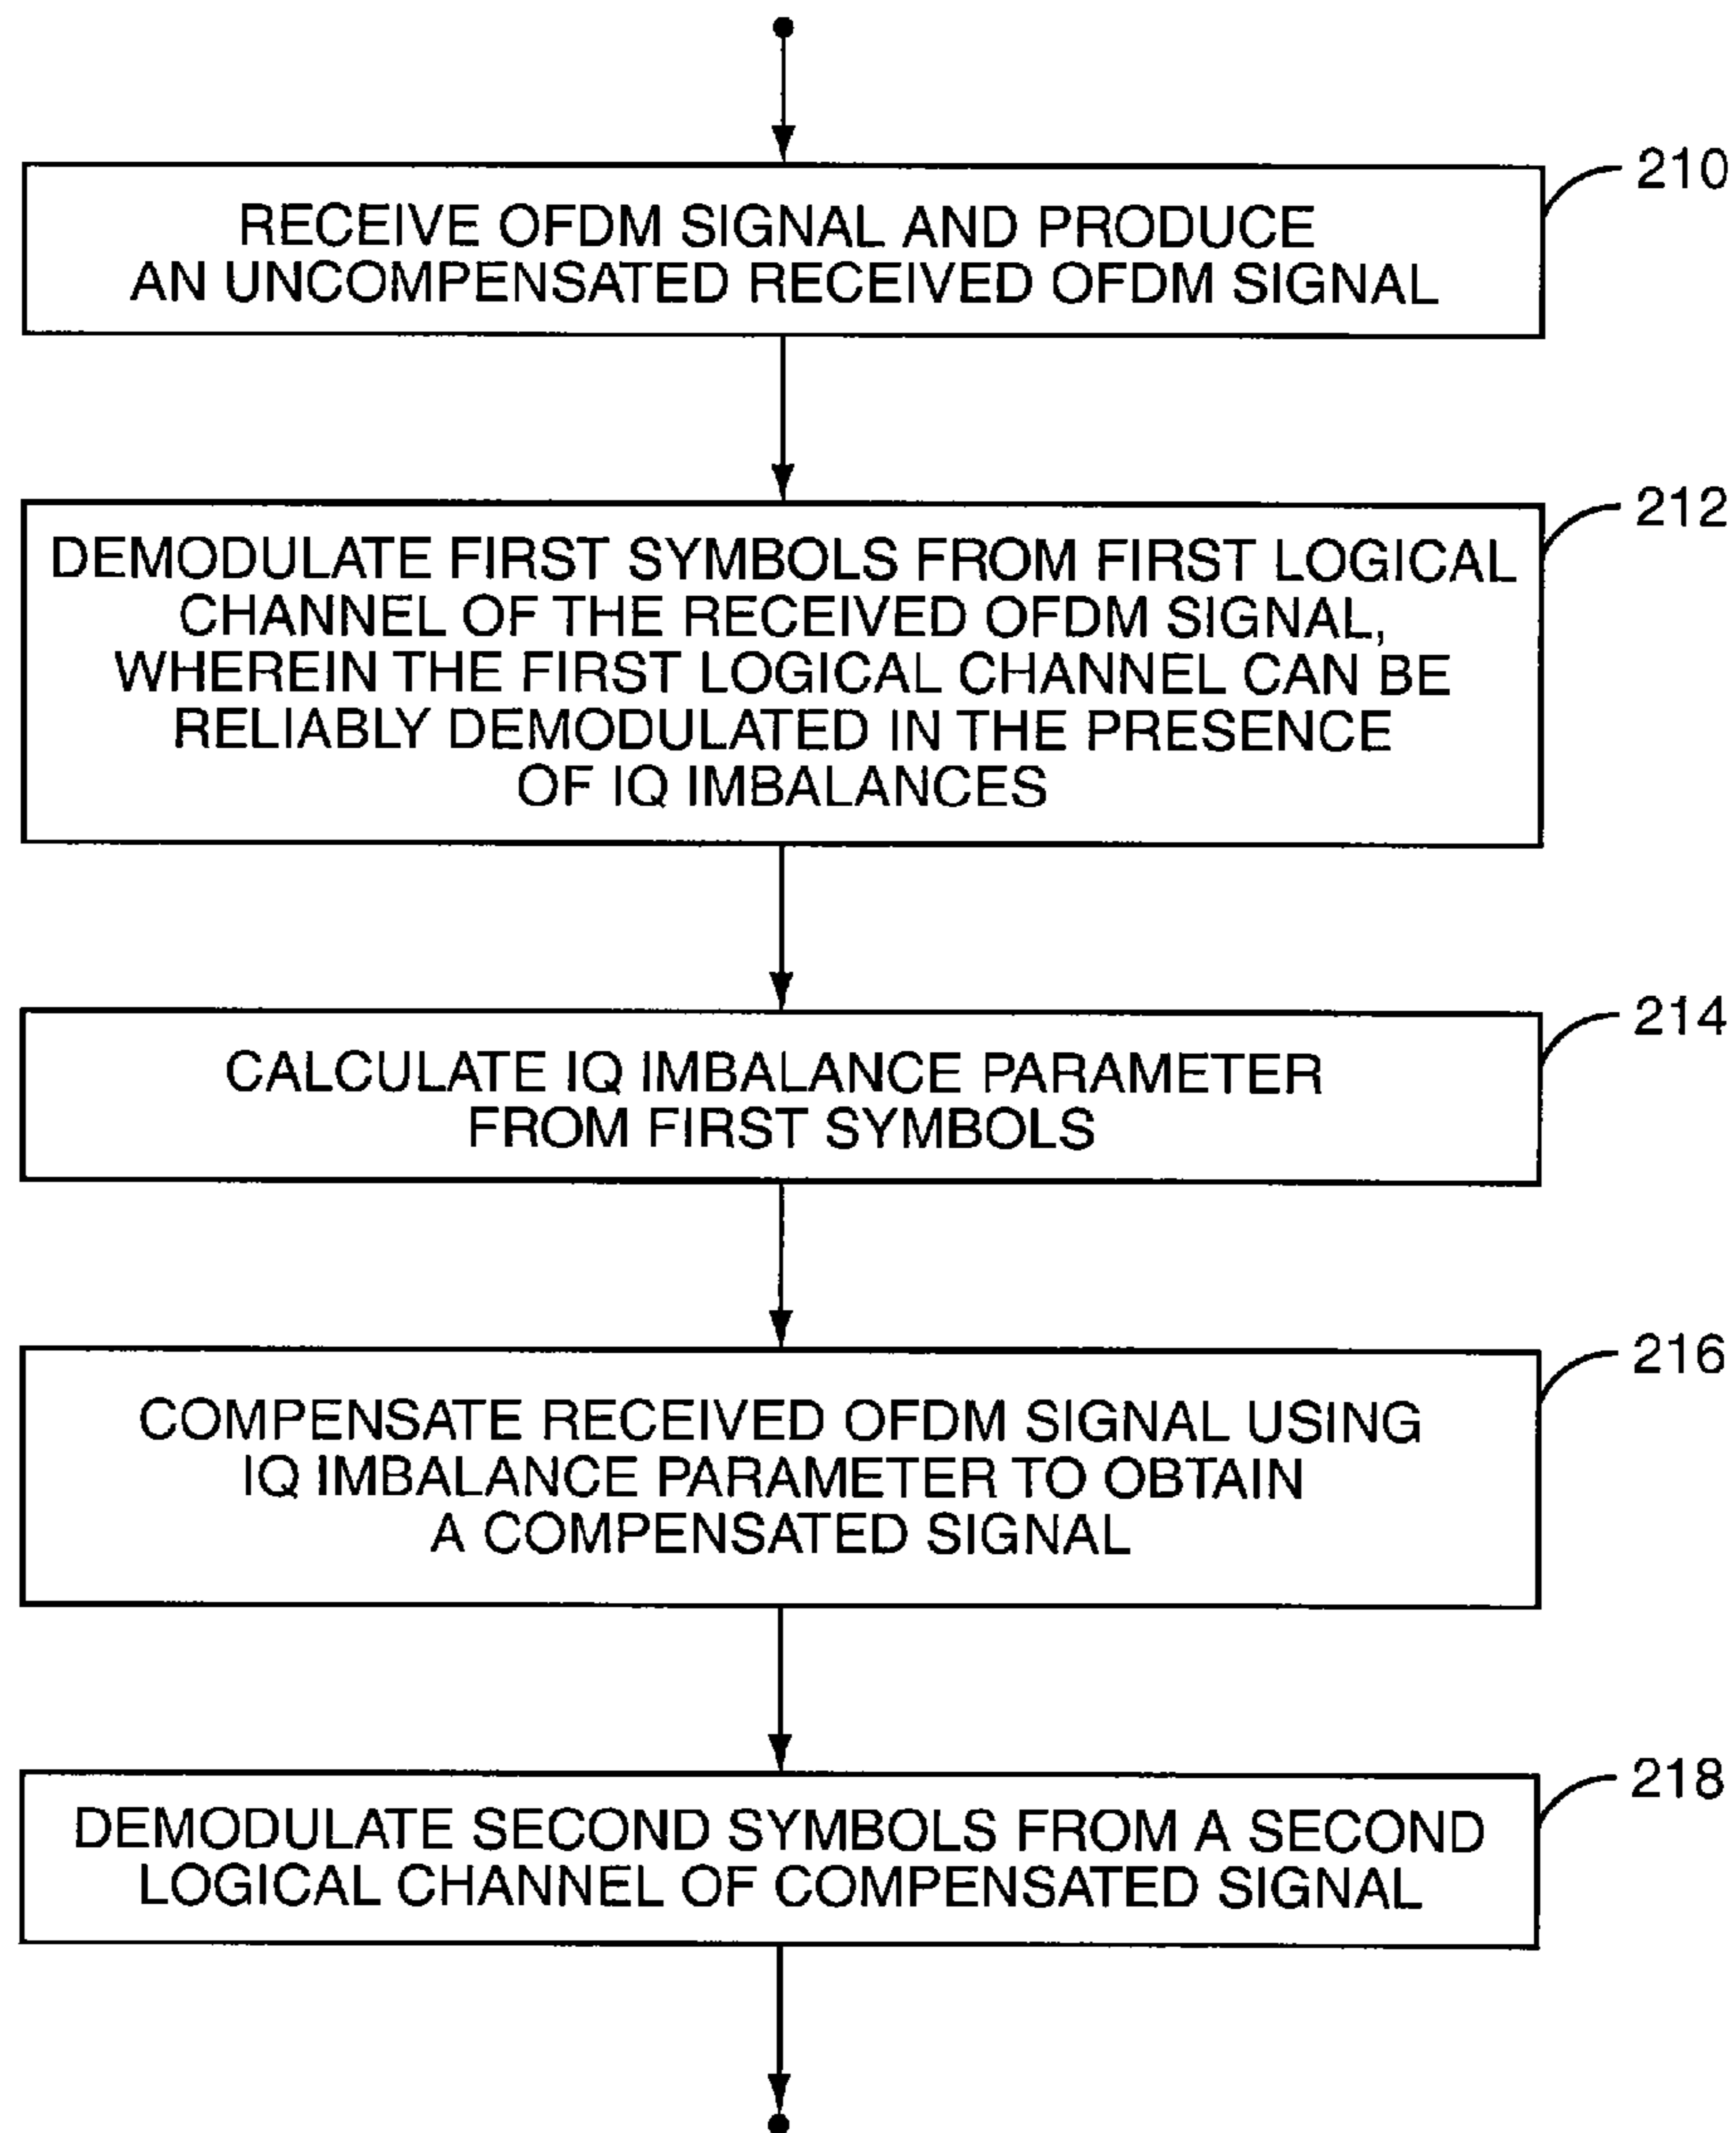 210
RECEIVE OFDM SIGNAL AND PRODUCE
AN UNCOMPENSATED RECEIVED OFDM SIGNAL
212
DEMODULATE FIRST SYMBOLS FROM FIRST LOGICAL
CHANNEL OF THE RECEIVED OFDM SIGNAL,
WHEREIN THE FIRST LOGICAL CHANNEL CAN BE
RELIABLY DEMODULATED IN THE PRESENCE
OF IQ IMBALANCES
214
CALCULATE IQ IMBALANCE PARAMETER
FROM FIRST SYMBOLS
216
COMPENSATE RECEIVED OFDM SIGNAL USING
IQ IMBALANCE PARAMETER TO OBTAIN
A COMPENSATED SIGNAL
218
DEMODULATE SECOND SYMBOLS FROM A SECOND
LOGICAL CHANNEL OF COMPENSATED SIGNAL